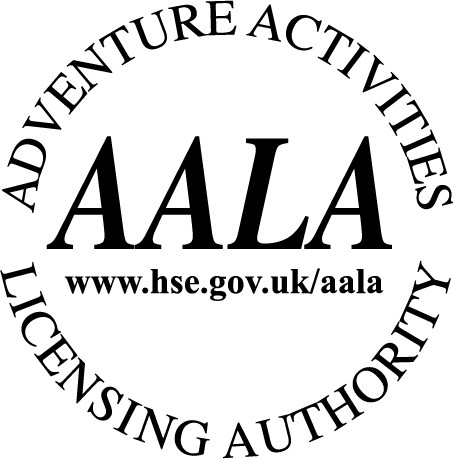 ADVENTURE ACTIVITIES
AALA
www.hse.gov.uk/aala
LICENSING AUTHORITY